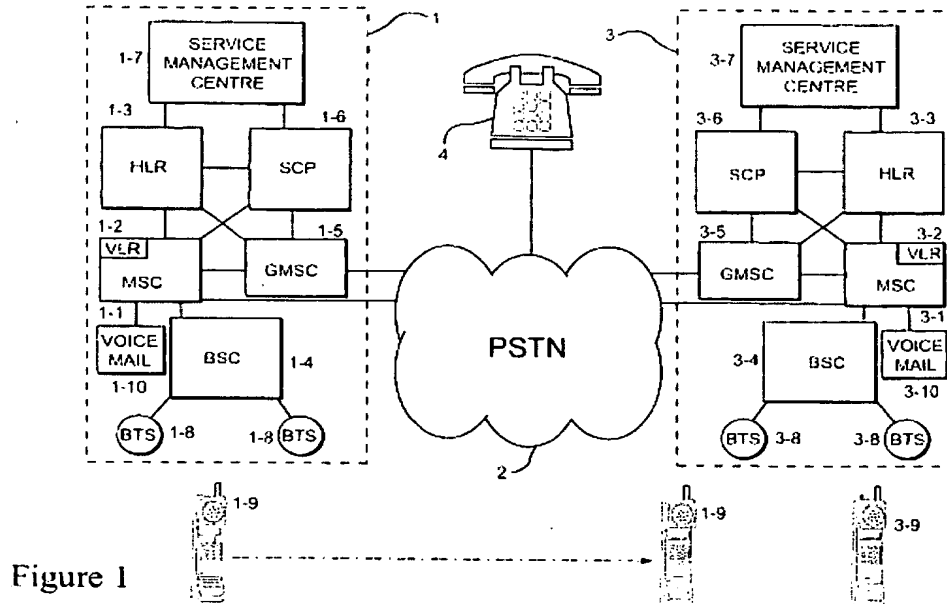 1
1-7
SERVICE
MANAGEMENT
CENTRE
1-3
1-6
HLR
SCP
1-2
1-5
VLR
MSC
GMSC
1-1
VOICE
MAIL
BSC
1-4
1-10
BTS
1-8
1-8
BTS
4
PSTN
2
3
3-7
SERVICE
MANAGEMENT
CENTRE
3-6
3-3
SCP
HLR
3-5
3-2
GMSC
VLR
MSC
3-1
3-4
BSC
VOICE
MAIL
3-10
BTS
3-8
3-8
BTS
1-9
1-9
3-9
Figure 1